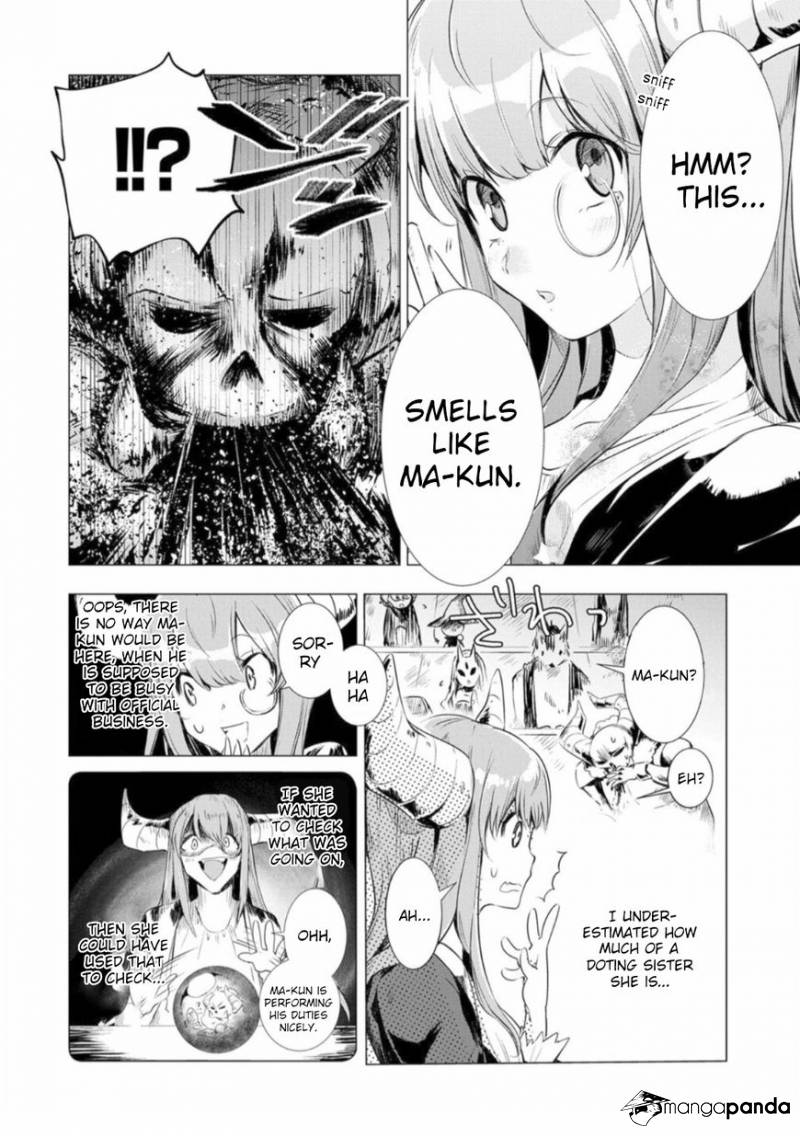 sniff
sniff
HMM?
THIS...
SMELLS
LIKE
MA-KUN.
!!?
MA-KUN?
EH?
ざわっ
I UNDER-
ESTIMATED HOW
MUCH OF A
DOTING SISTER
SHE IS...
AH...
HA
HA
SOR-
RY
OOPS, THERE
IS NO WAY MA-
KUN WOULD BE
HERE, WHEN HE
IS SUPPOSED
TO BE BUSY
WITH OFFICIAL
BUSINESS.
IF SHE
WANTED
TO CHECK
WHAT WAS
GOING ON,
OHH,
MA-KUN IS
PERFORMING
HIS DUTIES
NICELY.
THEN SHE
COULD HAVE
USED THAT
TO CHECK...
mangapanda